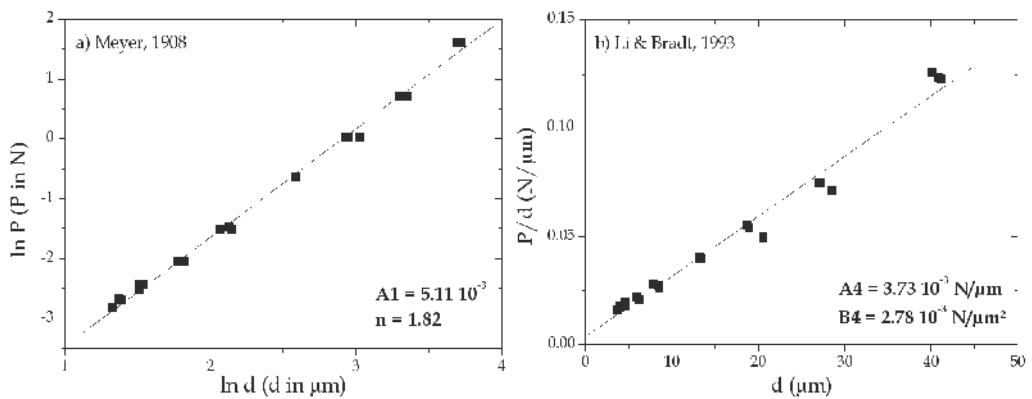 a) Meyer, 1908
2
1
0
-1
-2
-3
ln P (P in N)
A1 = 5.11 10⁻³
n = 1.82
1
2
3
4
ln d (d in µm)
b) Li & Bradt, 1993
0.15
0.10
0.05
0.00
P/d (N/µm)
A4 = 3.73 10⁻³ N/µm
B4 = 2.78 10⁻³ N/µm²
0
10
20
30
40
50
d (µm)